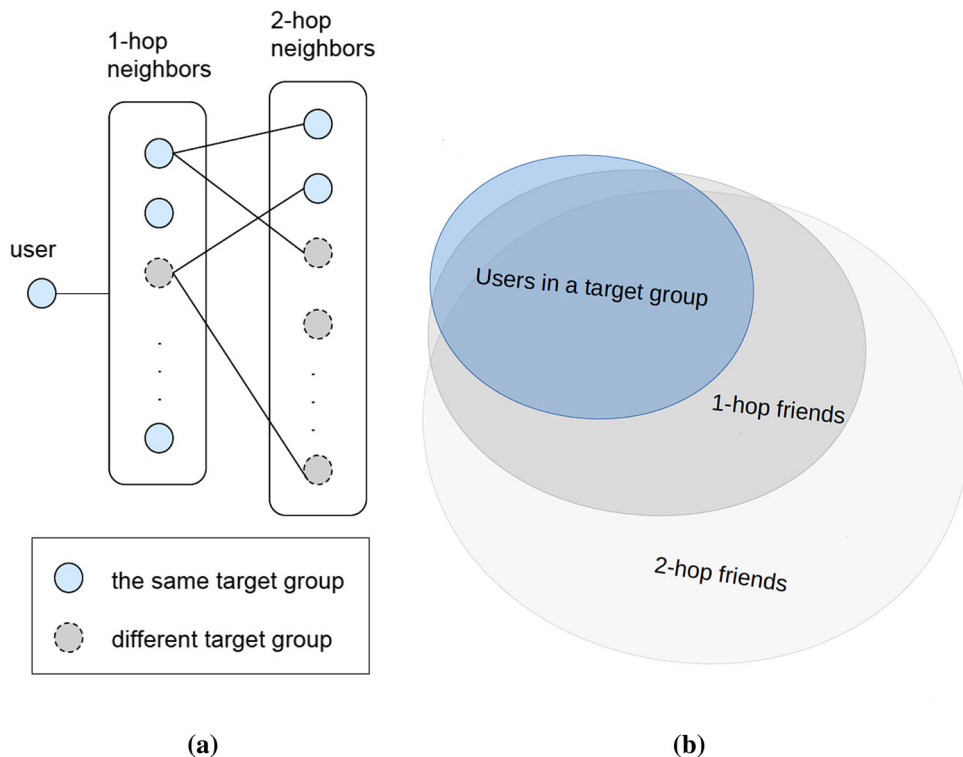 1-hop
neighbors
2-hop
neighbors
user
the same target group
different target group
(a)
Users in a target group
1-hop friends
2-hop friends
(b)